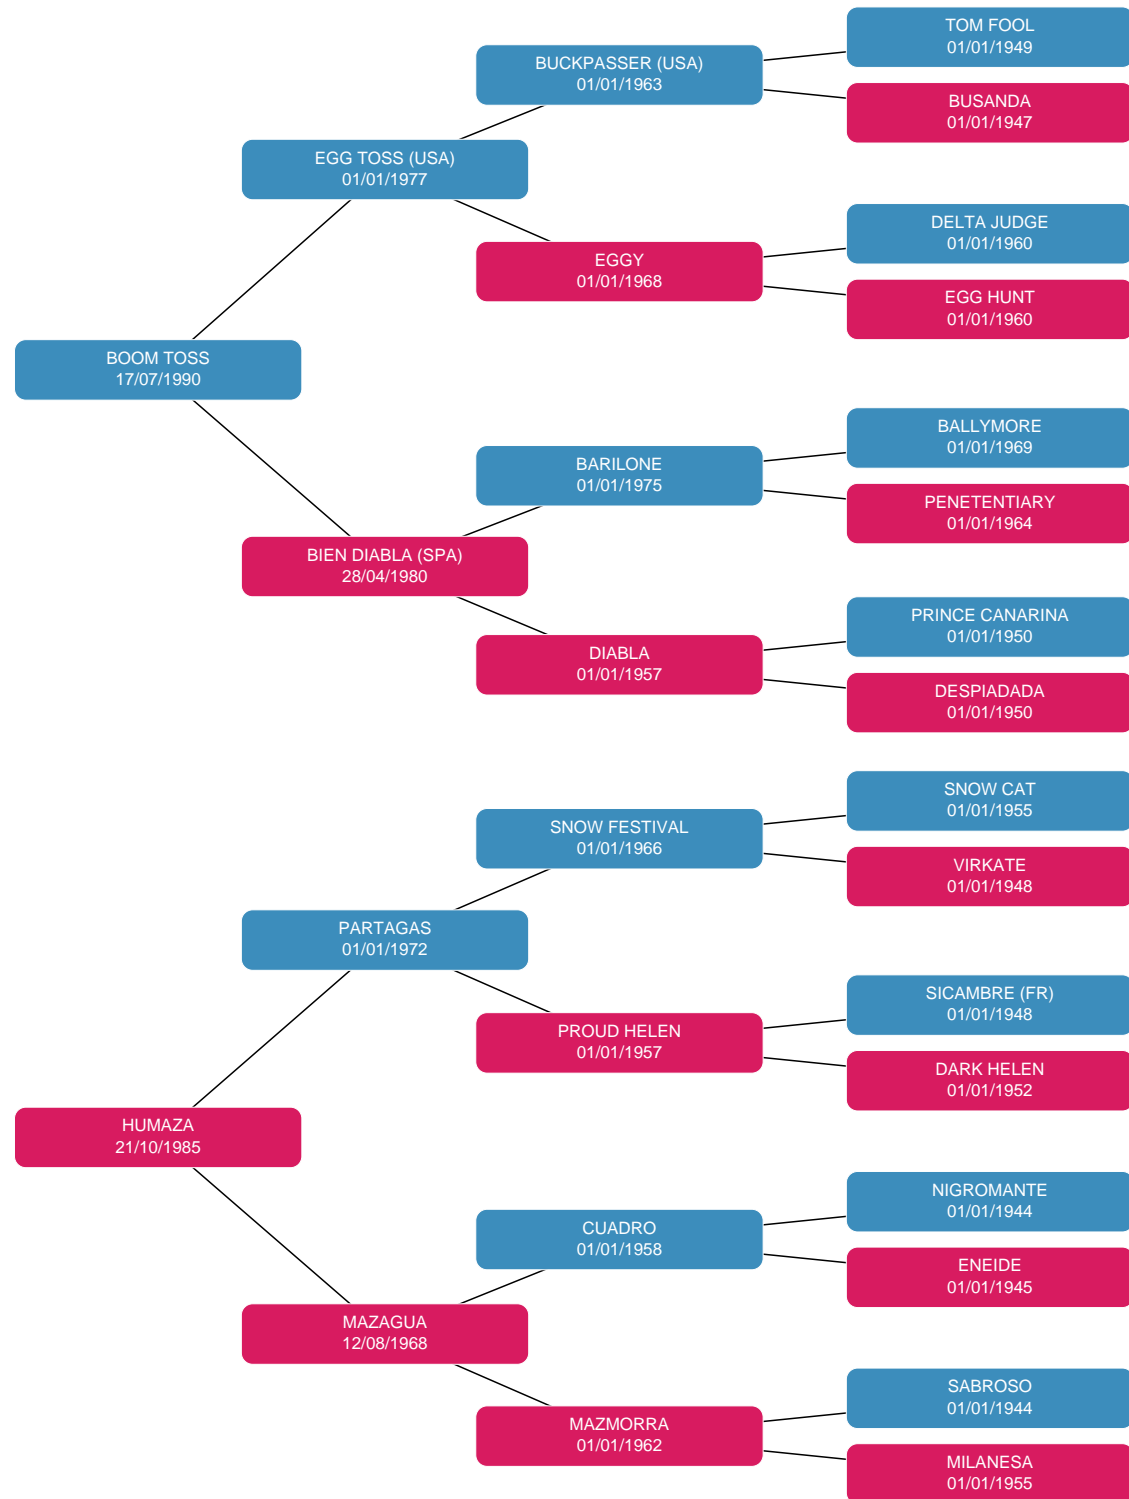 TOM FOOL
01/01/1949
BUCKPASSER (USA)
01/01/1963
BUSANDA
01/01/1947
EGG TOSS (USA)
01/01/1977
DELTA JUDGE
01/01/1960
EGGY
01/01/1968
EGG HUNT
01/01/1960
BOOM TOSS
17/07/1990
BALLYMORE
01/01/1969
BARILONE
01/01/1975
PENETENTIARY
01/01/1964
BIEN DIABLA (SPA)
28/04/1980
PRINCE CANARINA
01/01/1950
DIABLA
01/01/1957
DESPIADADA
01/01/1950
SNOW CAT
01/01/1955
SNOW FESTIVAL
01/01/1966
VIRKATE
01/01/1948
PARTAGAS
01/01/1972
SICAMBRE (FR)
01/01/1948
PROUD HELEN
01/01/1957
DARK HELEN
01/01/1952
HUMAZA
21/10/1985
NIGROMANTE
01/01/1944
CUADRO
01/01/1958
ENEIDE
01/01/1945
MAZAGUA
12/08/1968
SABROSO
01/01/1944
MAZMORRA
01/01/1962
MILANESA
01/01/1955